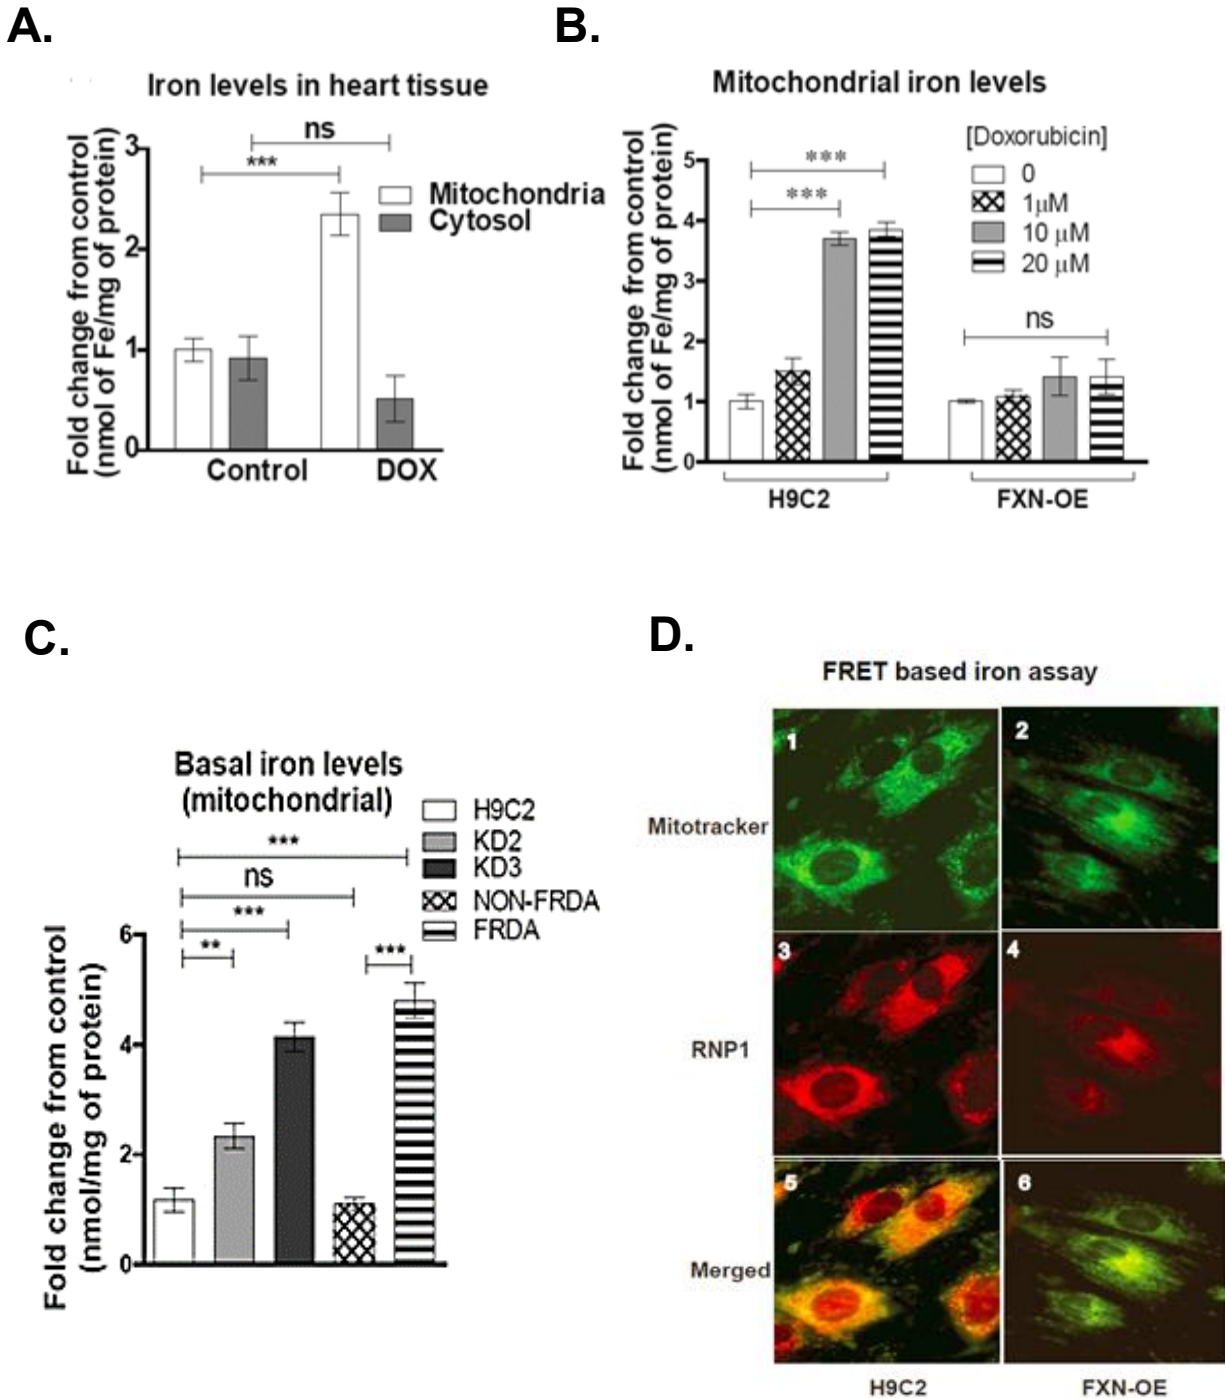 A.
Iron levels in heart tissue
Fold change from control
(nmol of Fe/mg of protein)
3
2
1
0
ns
***
Mitochondria
Cytosol
Control
DOX
B.
Mitochondrial iron levels
[Doxorubicin]
0
1μM
10 μM
20 μM
Fold change from control
(nmol of Fe/mg of protein)
5
4
3
2
1
0
***
***
ns
H9C2
FXN-OE
C.
Basal iron levels
(mitochondrial)
H9C2
KD2
KD3
NON-FRDA
FRDA
***
ns
***
**
***
Fold change from control
(nmol/mg of protein)
6
4
2
0
D.
FRET based iron assay
1
2
Mitotracker
3
4
RNP1
5
6
Merged
H9C2
FXN-OE